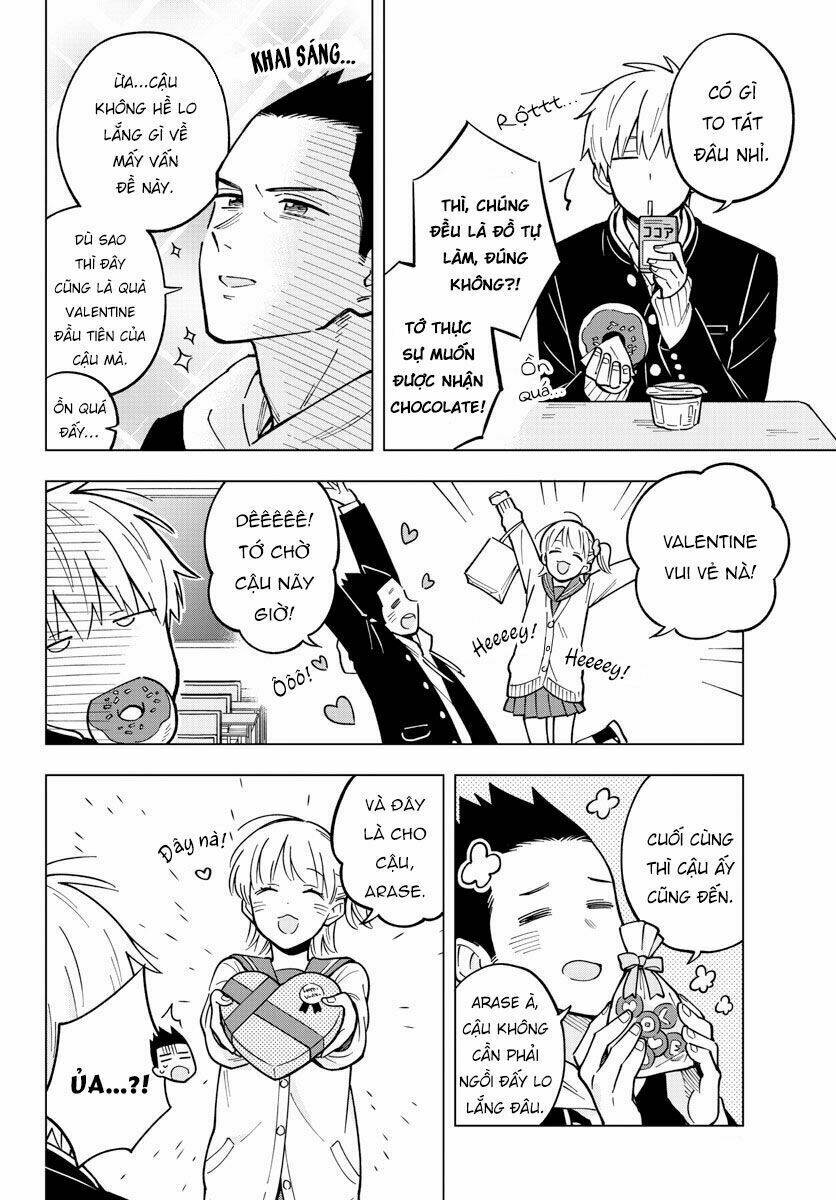 CÓ GÌ
TO TÁT
ĐÂU NHỈ.
Rộttt...
ココア
THÌ, CHÚNG
ĐỀU LÀ ĐỒ TỰ
LÀM, ĐÚNG
KHÔNG?!
TỚ THỰC
SỰ MUỐN
ĐƯỢC NHẬN
CHOCOLATE!
ỒN
QUÁ...
KHAI SÁNG...
ỪA...CẬU
KHÔNG HỀ LO
LẮNG GÌ VỀ
MẤY VẤN
ĐỀ NÀY.
DÙ SAO
THÌ ĐÂY
CŨNG LÀ QUÀ
VALENTINE
ĐẦU TIÊN CỦA
CẬU MÀ.
ỒN QUÁ
ĐẤY...
VALENTINE
VUI VẺ NÀ!
Heeeey!
Heeeey!
DÊÊÊÊÊ!
TỚ CHỜ
CẬU NÃY
GIỜ!
Ôôô!
CUỐI CÙNG
THÌ CẬU ẤY
CŨNG ĐẾN.
ARASE À,
CẬU KHÔNG
CẦN PHẢI
NGỒI ĐẤY LO
LẮNG ĐÂU.
VÀ ĐÂY
LÀ CHO
CẬU,
ARASE.
Đây nà!
ỦA...?!